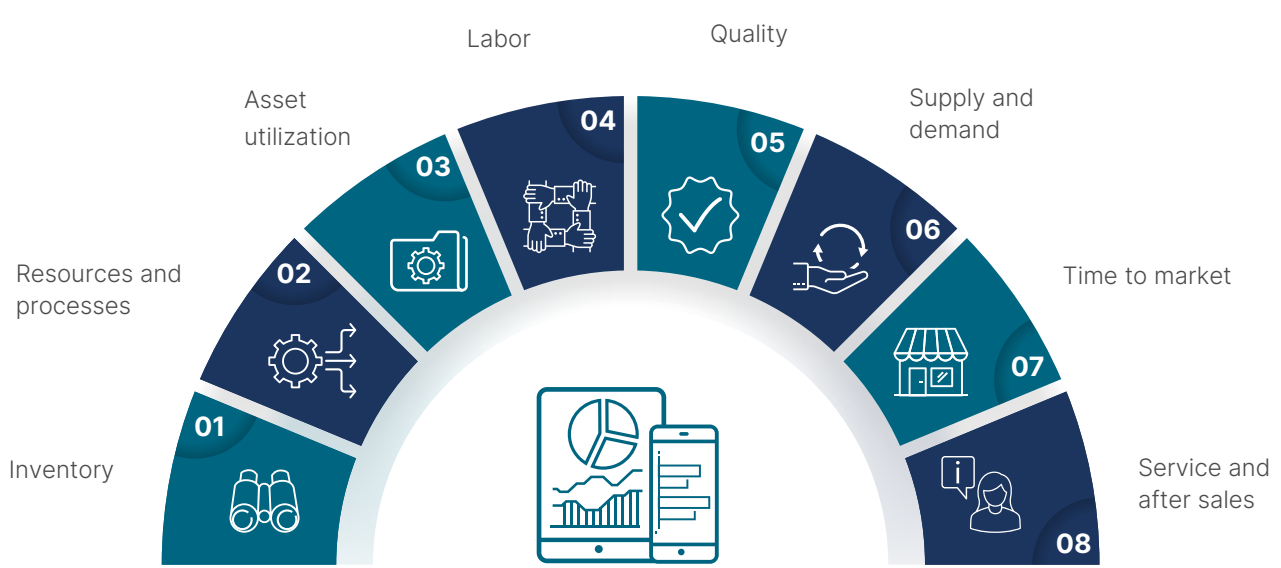 01
Inventory
02
Resources and
processes
03
Asset
utilization
04
Labor
05
Quality
06
Supply and
demand
07
Time to market
08
Service and
after sales
i